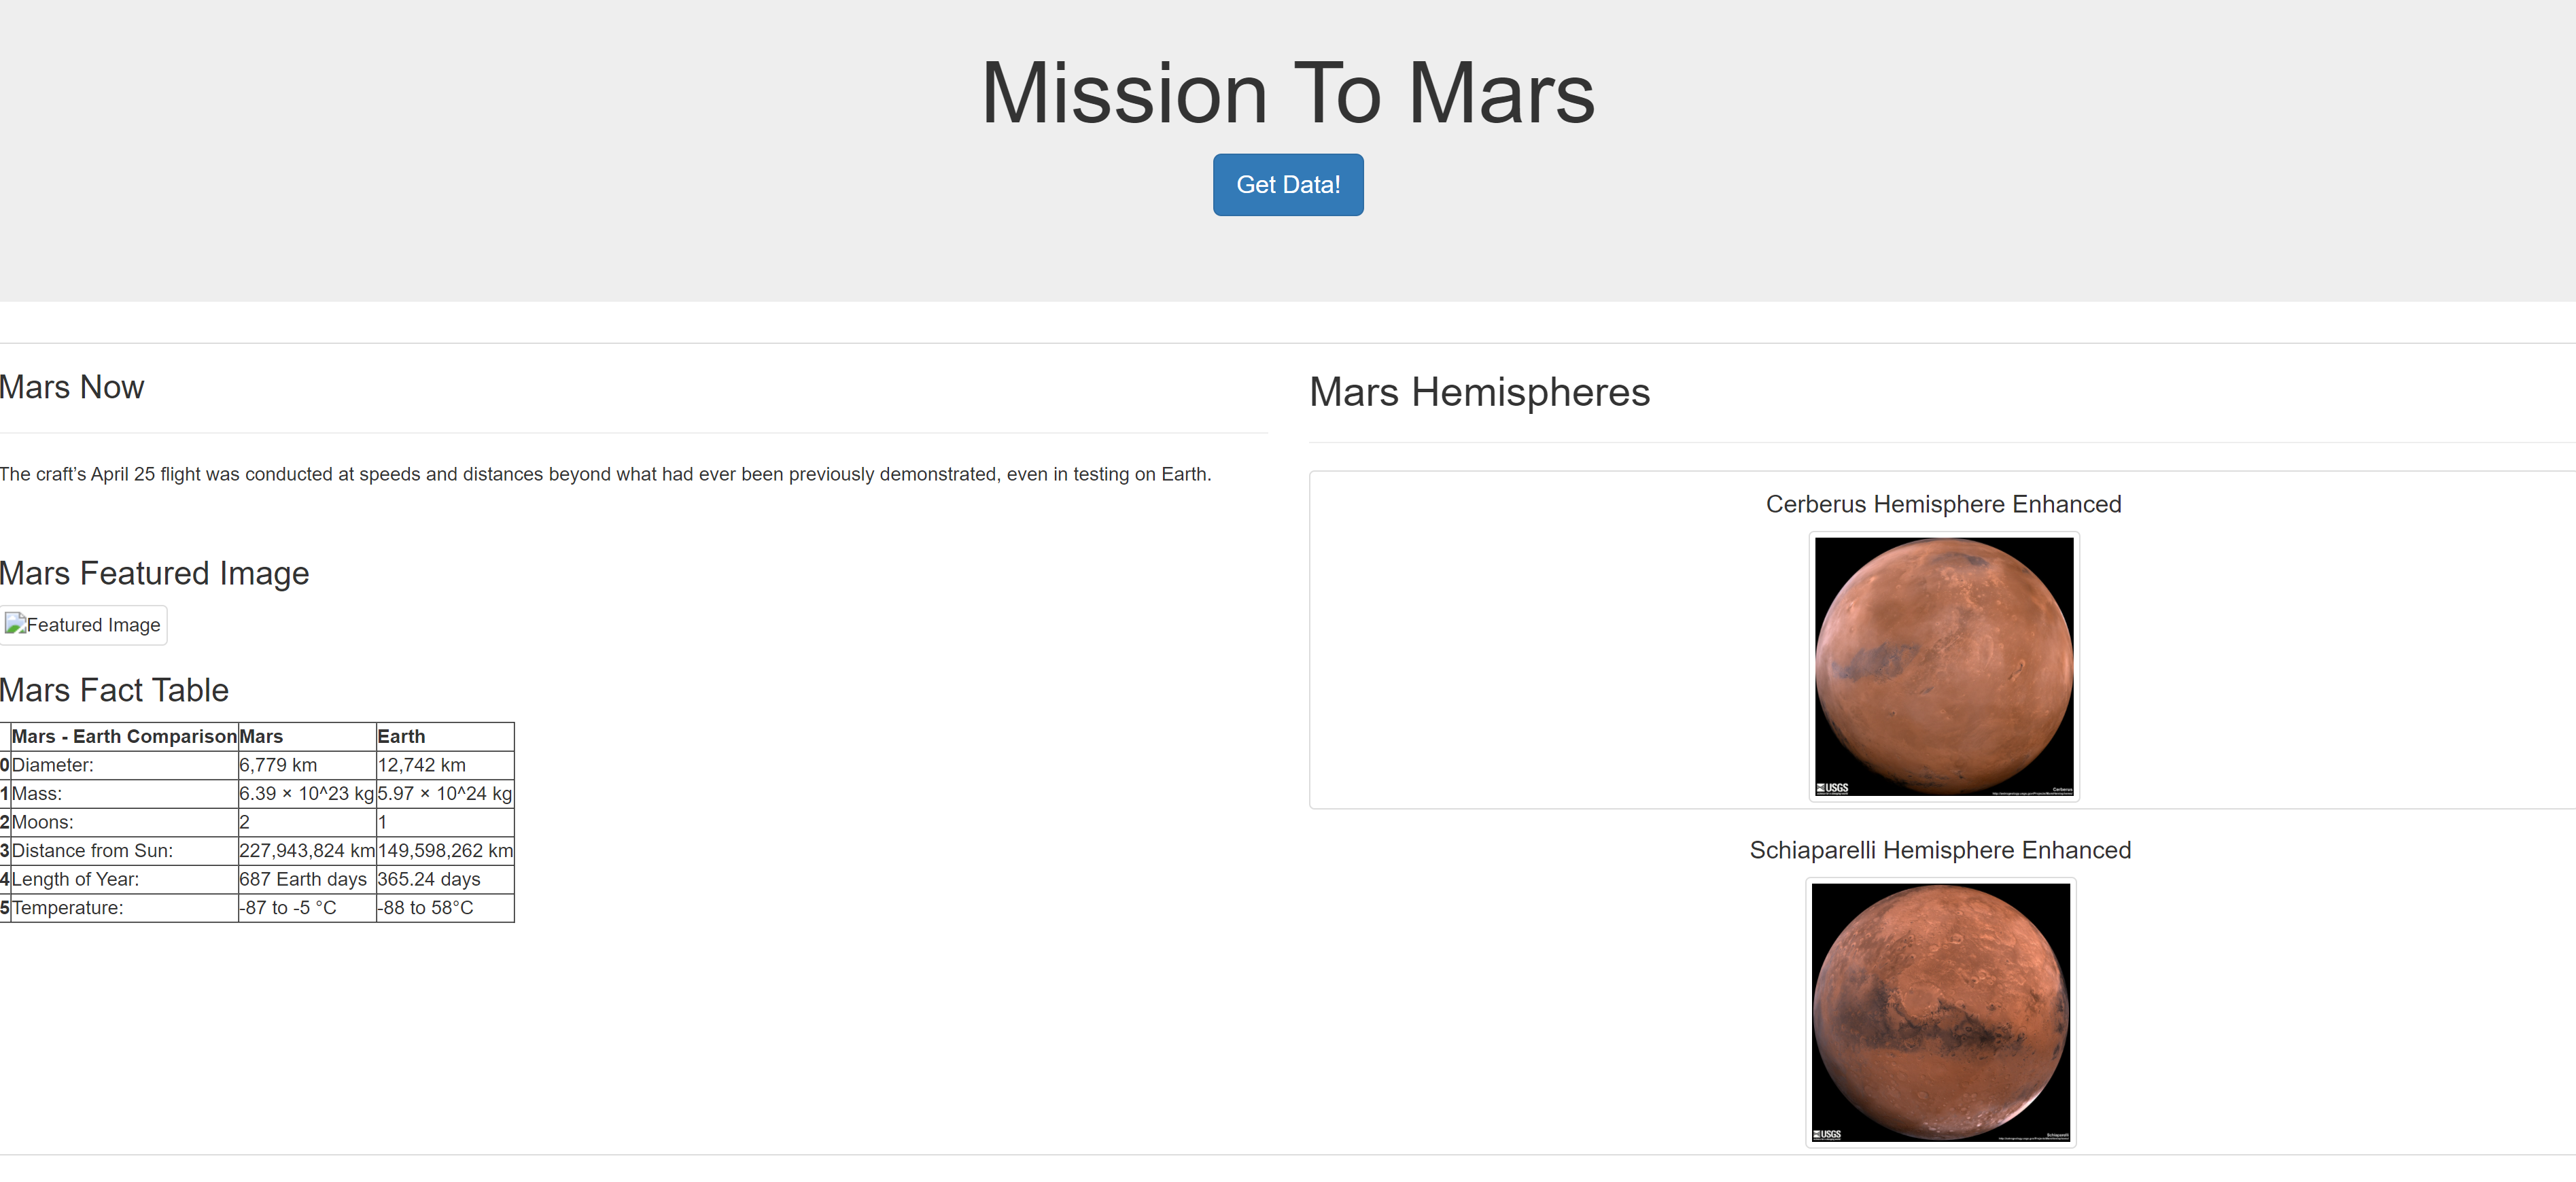 Mission To Mars
Get Data!
Mars Now
The craft’s April 25 flight was conducted at speeds and distances beyond what had ever been previously demonstrated, even in testing on Earth.
Mars Featured Image
Featured Image
Mars Fact Table
Mars - Earth Comparison Mars Earth
0 Diameter: 6,779 km 12,742 km
1 Mass: 6.39 × 10^23 kg 5.97 × 10^24 kg
2 Moons: 2 1
3 Distance from Sun: 227,943,824 km 149,598,262 km
4 Length of Year: 687 Earth days 365.24 days
5 Temperature: -87 to -5 °C -88 to 58°C
Mars Hemispheres
Cerberus Hemisphere Enhanced
USGS
Cerberus
Schiaparelli Hemisphere Enhanced
USGS
Schiaparelli